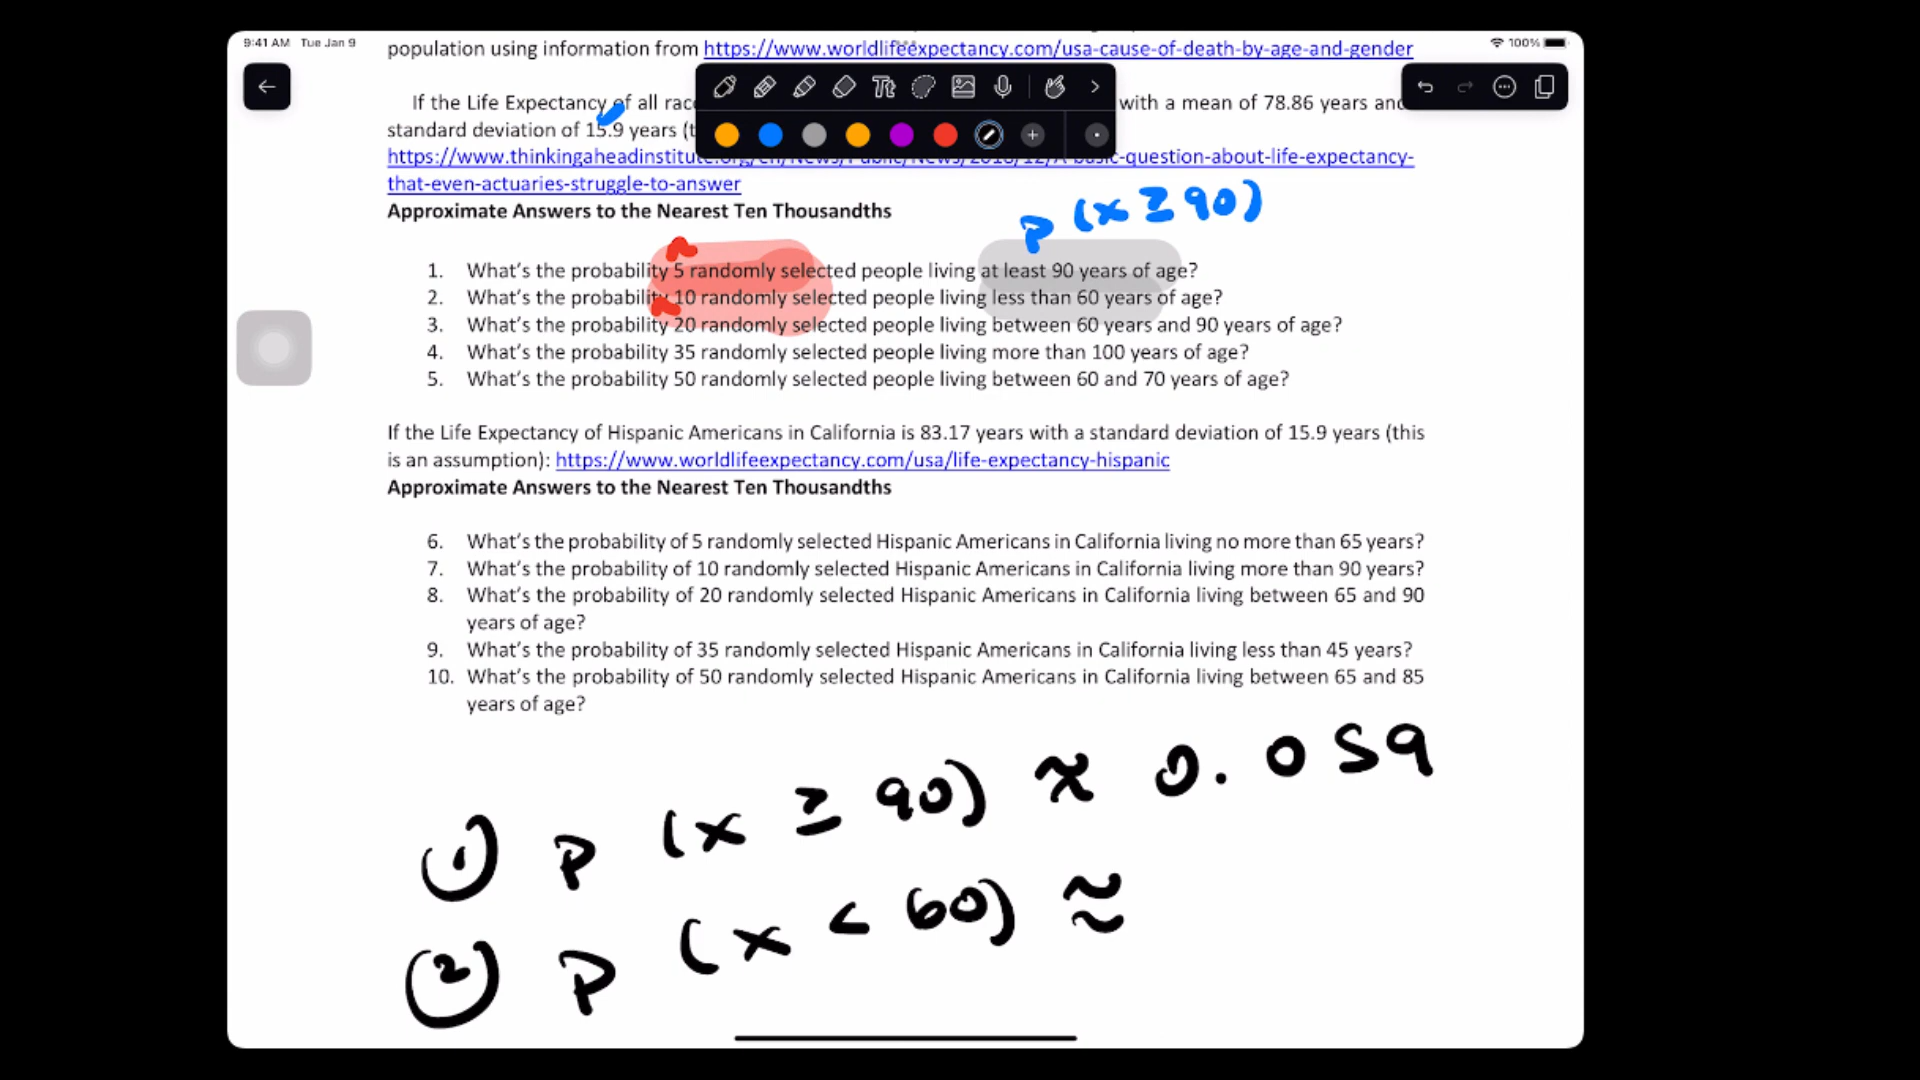 9:41 AM Tue Jan 9
100%
population using information from https://www.worldlifeexpectancy.com/usa-cause-of-death-by-age-and-gender
If the Life Expectancy of all with a mean of 78.86 years and
standard deviation of 15.9 years
https://www.thinkingaheadinstitute. -question-about-life-expectancy-
that-even-actuaries-struggle-to-answer
Approximate Answers to the Nearest Ten Thousandths
P (x ≥ 90)
1. What's the probability 5 randomly selected people living at least 90 years of age?
2. What's the probability 10 randomly selected people living less than 60 years of age?
3. What's the probability 20 randomly selected people living between 60 years and 90 years of age?
4. What's the probability 35 randomly selected people living more than 100 years of age?
5. What's the probability 50 randomly selected people living between 60 and 70 years of age?
If the Life Expectancy of Hispanic Americans in California is 83.17 years with a standard deviation of 15.9 years (this
is an assumption): https://www.worldlifeexpectancy.com/usa/life-expectancy-hispanic
Approximate Answers to the Nearest Ten Thousandths
6. What's the probability of 5 randomly selected Hispanic Americans in California living no more than 65 years?
7. What's the probability of 10 randomly selected Hispanic Americans in California living more than 90 years?
8. What's the probability of 20 randomly selected Hispanic Americans in California living between 65 and 90
years of age?
9. What's the probability of 35 randomly selected Hispanic Americans in California living less than 45 years?
10. What's the probability of 50 randomly selected Hispanic Americans in California living between 65 and 85
years of age?
① P (x ≥ 90) ≈ 0.059
② P (x < 60) ≈